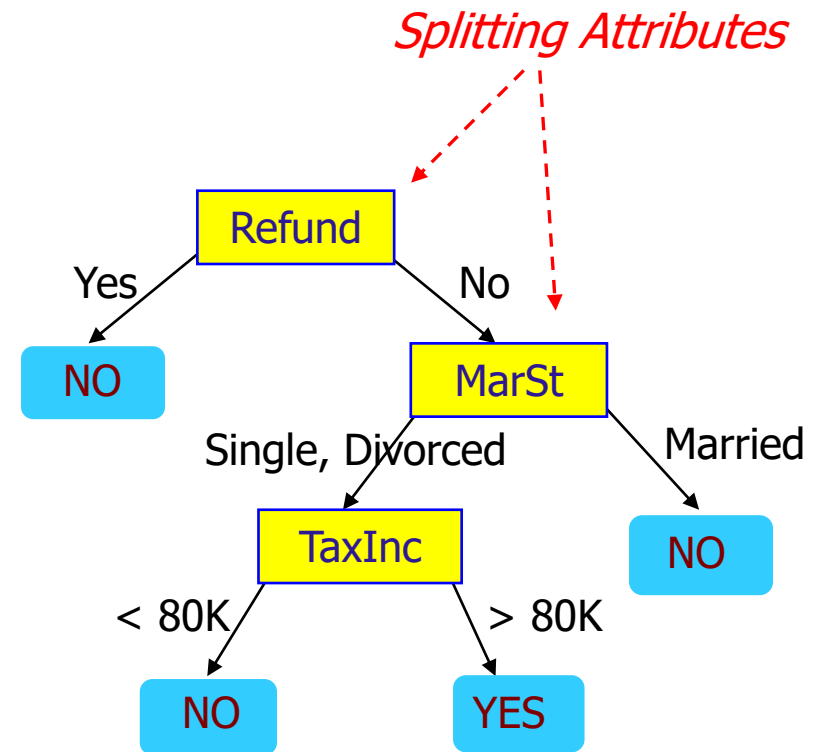 Splitting Attributes
Refund
Yes
No
NO
MarSt
Single, Divorced
Married
TaxInc
NO
< 80K
> 80K
NO
YES